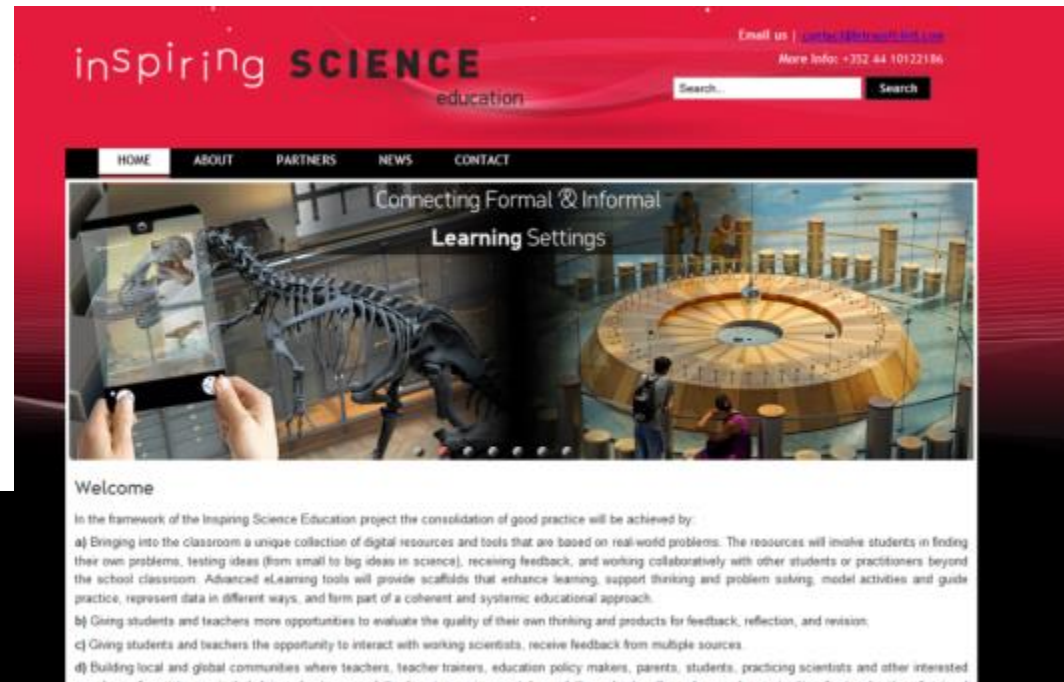 inspiring SCIENCE
education
Email us |
More Info: +352 44 10122186
Search..
Search
HOME ABOUT PARTNERS NEWS CONTACT
Connecting Formal & Informal
Learning Settings
Welcome
In the framework of the Inspiring Science Education project the consolidation of good practice will be achieved by:
a) Bringing into the classroom a unique collection of digital resources and tools that are based on real-world problems. The resources will involve students in finding
their own problems, testing ideas (from small to big ideas in science), receiving feedback, and working collaboratively with other students or practitioners beyond
the school classroom. Advanced eLearning tools will provide scaffolds that enhance learning, support thinking and problem solving, model activities and guide
practice, represent data in different ways, and form part of a coherent and systemic educational approach.
b) Giving students and teachers more opportunities to evaluate the quality of their own thinking and products for feedback, reflection, and revision.
c) Giving students and teachers the opportunity to interact with working scientists, receive feedback from multiple sources.
d) Building local and global communities where teachers, teacher trainers, education policy makers, parents, students, practicing scientists and other interested